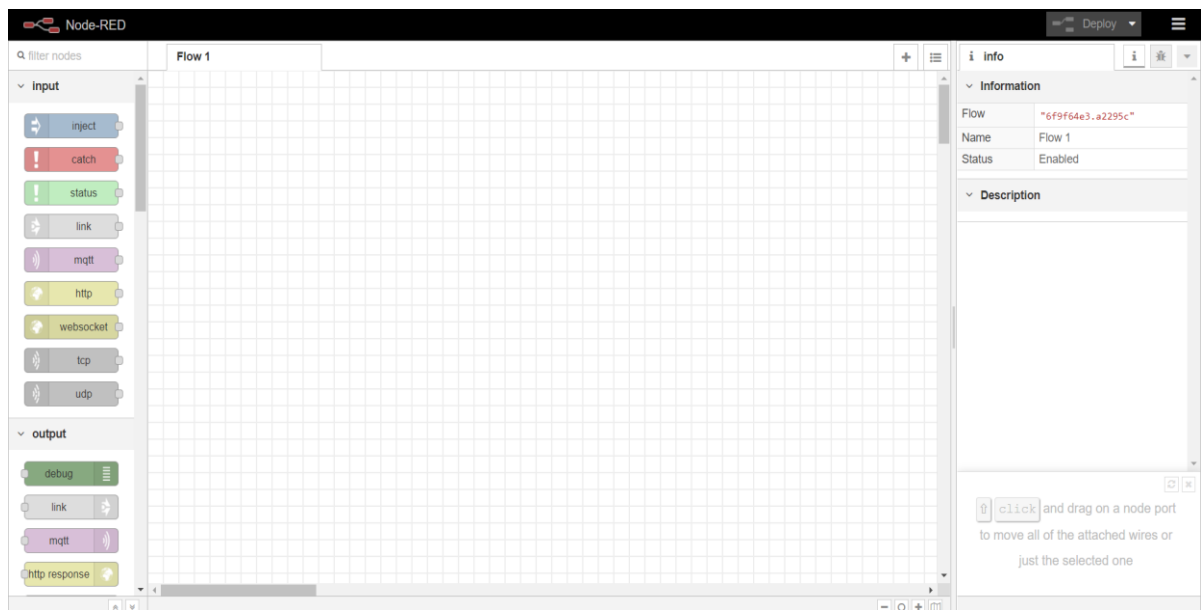 Node-RED
Deploy
filter nodes
Flow 1
i info
i
input
inject
catch
status
link
mqtt
http
websocket
tcp
udp
output
debug
link
mqtt
http response
Information
Flow "6f9f64e3.a2295c"
Name Flow 1
Status Enabled
Description
⇧ click and drag on a node port
to move all of the attached wires or
just the selected one